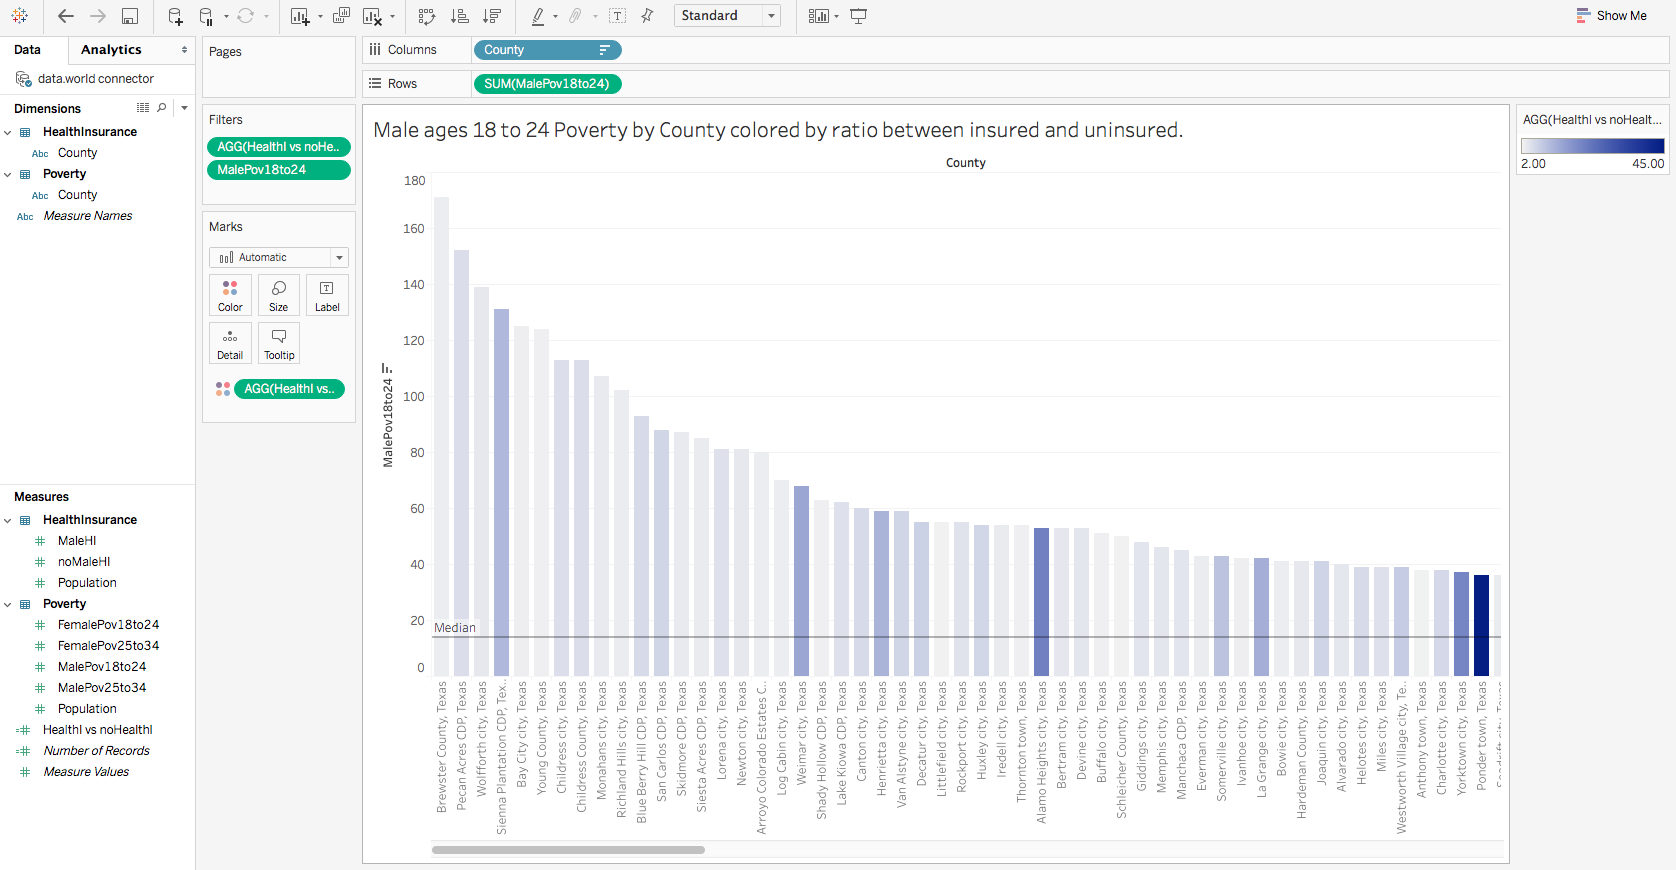 Standard
Show Me
Data
Analytics
data.world connector
Dimensions
HealthInsurance
Abc County
Poverty
Abc County
Abc Measure Names
Measures
HealthInsurance
MaleHI
noMaleHI
Population
Poverty
FemalePov18to24
FemalePov25to34
MalePov18to24
MalePov25to34
Population
HealthI vs noHealthI
Number of Records
Measure Values
Pages
Filters
AGG(HealthI vs noHe..
MalePov18to24
Marks
Automatic
Color
Size
Label
Detail
Tooltip
AGG(HealthI vs..
Columns
County
Rows
SUM(MalePov18to24)
Male ages 18 to 24 Poverty by County colored by ratio between insured and uninsured.
County
MalePov18to24
180
160
140
120
100
80
60
40
20
0
Median
Brewster County, Texas
Pecan Acres CDP, Texas
Wolfforth city, Texas
Sienna Plantation CDP, Tex..
Bay City city, Texas
Young County, Texas
Childress city, Texas
Childress County, Texas
Monahans city, Texas
Richland Hills city, Texas
Blue Berry Hill CDP, Texas
San Carlos CDP, Texas
Skidmore CDP, Texas
Siesta Acres CDP, Texas
Lorena city, Texas
Newton city, Texas
Arroyo Colorado Estates C..
Log Cabin city, Texas
Weimar city, Texas
Shady Hollow CDP, Texas
Lake Kiowa CDP, Texas
Canton city, Texas
Henrietta city, Texas
Van Alstyne city, Texas
Decatur city, Texas
Littlefield city, Texas
Rockport city, Texas
Huxley city, Texas
Iredell city, Texas
Thornton town, Texas
Alamo Heights city, Texas
Bertram city, Texas
Devine city, Texas
Buffalo city, Texas
Schleicher County, Texas
Giddings city, Texas
Memphis city, Texas
Manchaca CDP, Texas
Everman city, Texas
Somerville city, Texas
Ivanhoe city, Texas
La Grange city, Texas
Bowie city, Texas
Hardeman County, Texas
Joaquin city, Texas
Alvarado city, Texas
Helotes city, Texas
Miles city, Texas
Westworth Village city, Te..
Anthony town, Texas
Charlotte city, Texas
Yorktown city, Texas
Ponder town, Texas
AGG(HealthI vs noHealt...
2.00
45.00